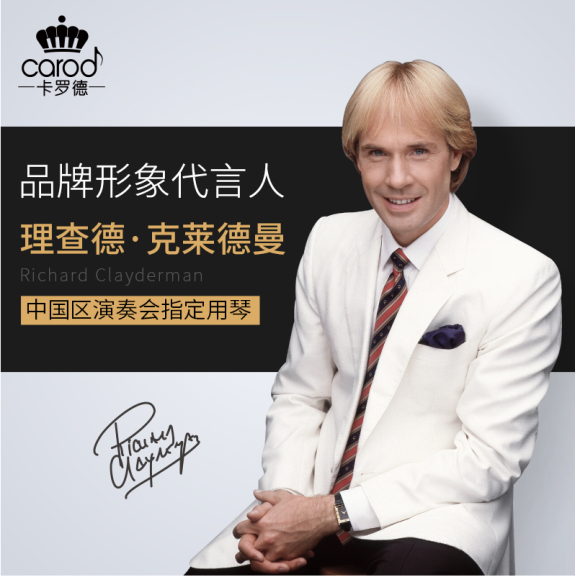 carod
卡罗德
品牌形象代言人
理查德·克莱德曼
Richard Clayderman
中国区演奏会指定用琴